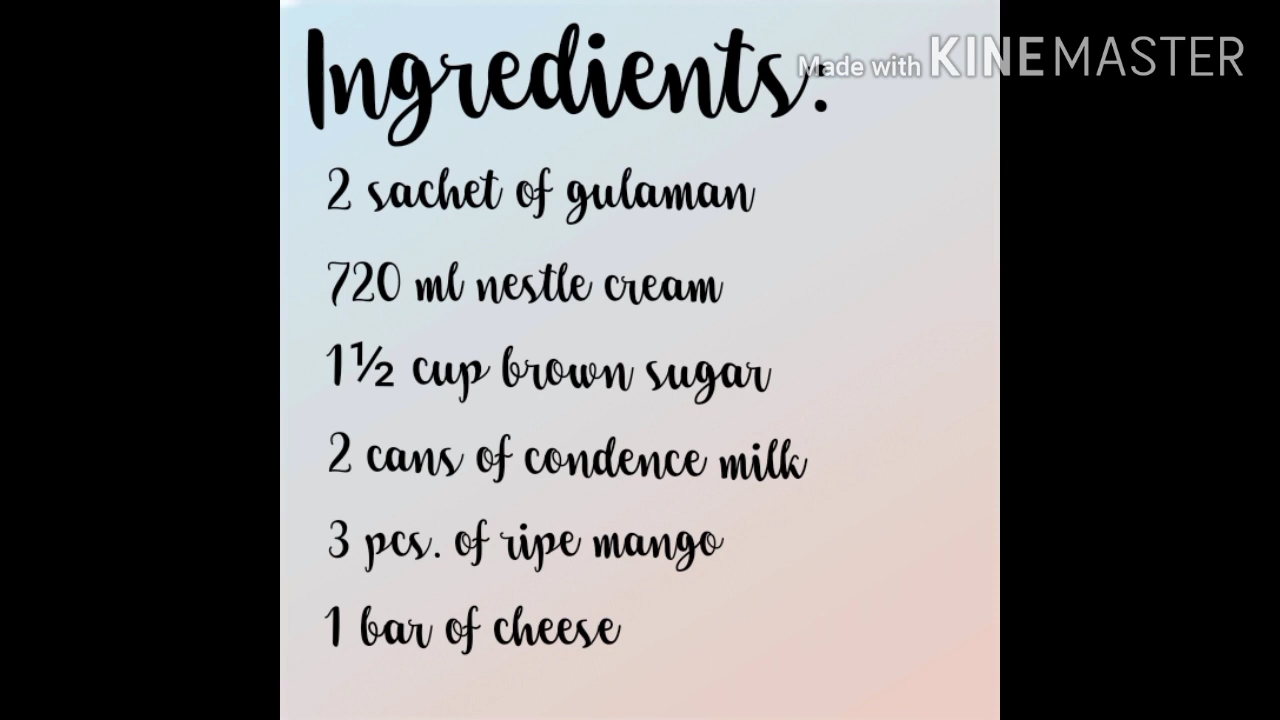 Ingredients:
Made with KINEMASTER
2 sachet of gulaman
720 ml nestle cream
1½ cup brown sugar
2 cans of condence milk
3 pcs. of ripe mango
1 bar of cheese